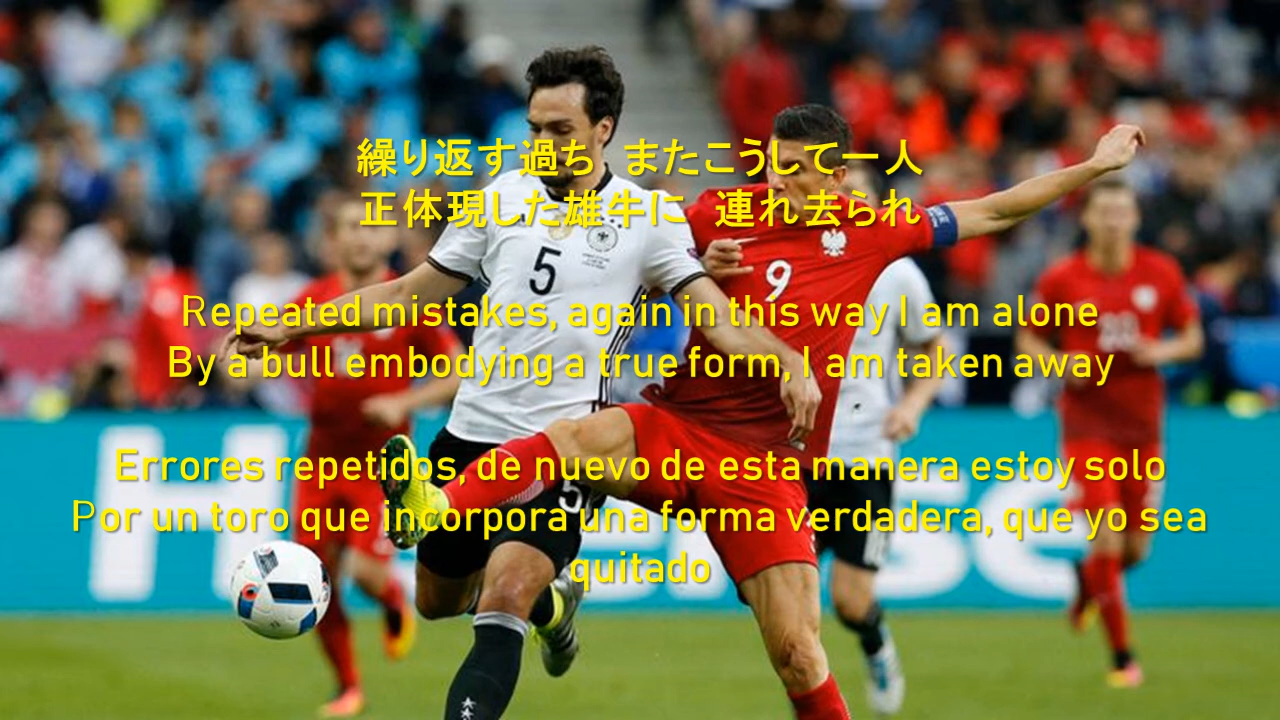 繰り返す過ち　またこうして一人
正体現した雄牛に　連れ去られ
Repeated mistakes, again in this way I am alone
By a bull embodying a true form, I am taken away
Errores repetidos, de nuevo de esta manera estoy solo
Por un toro que incorpora una forma verdadera, que yo sea
quitado
5
9
5